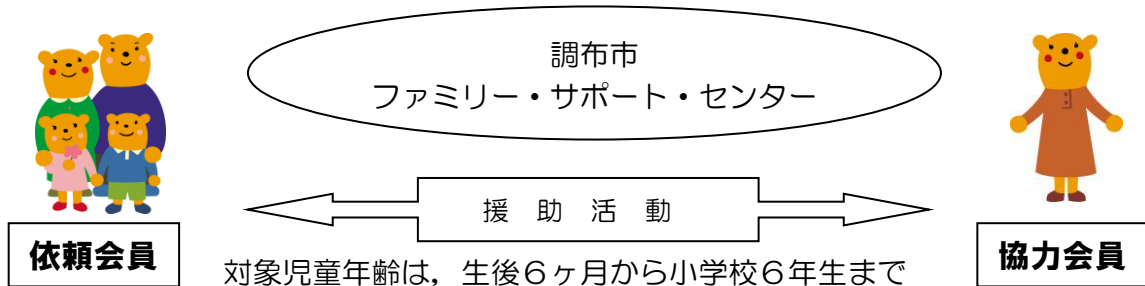 調布市
ファミリー・サポート・センター
援 助 活 動
依頼会員
協力会員
対象児童年齢は，生後６ヶ月から小学校６年生まで